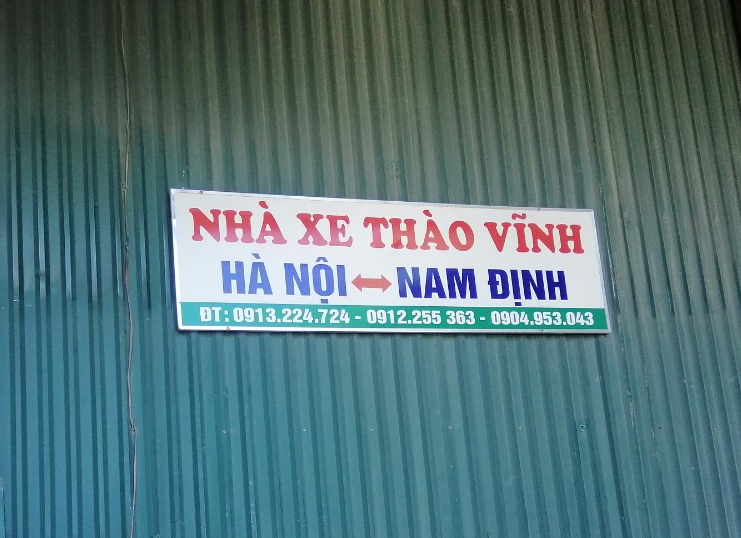 NHÀ XE THÀO VĨNH
HÀ NỘI ↔ NAM ĐỊNH
ĐT: 0913.224.724 - 0912.255 363 - 0904.953.043